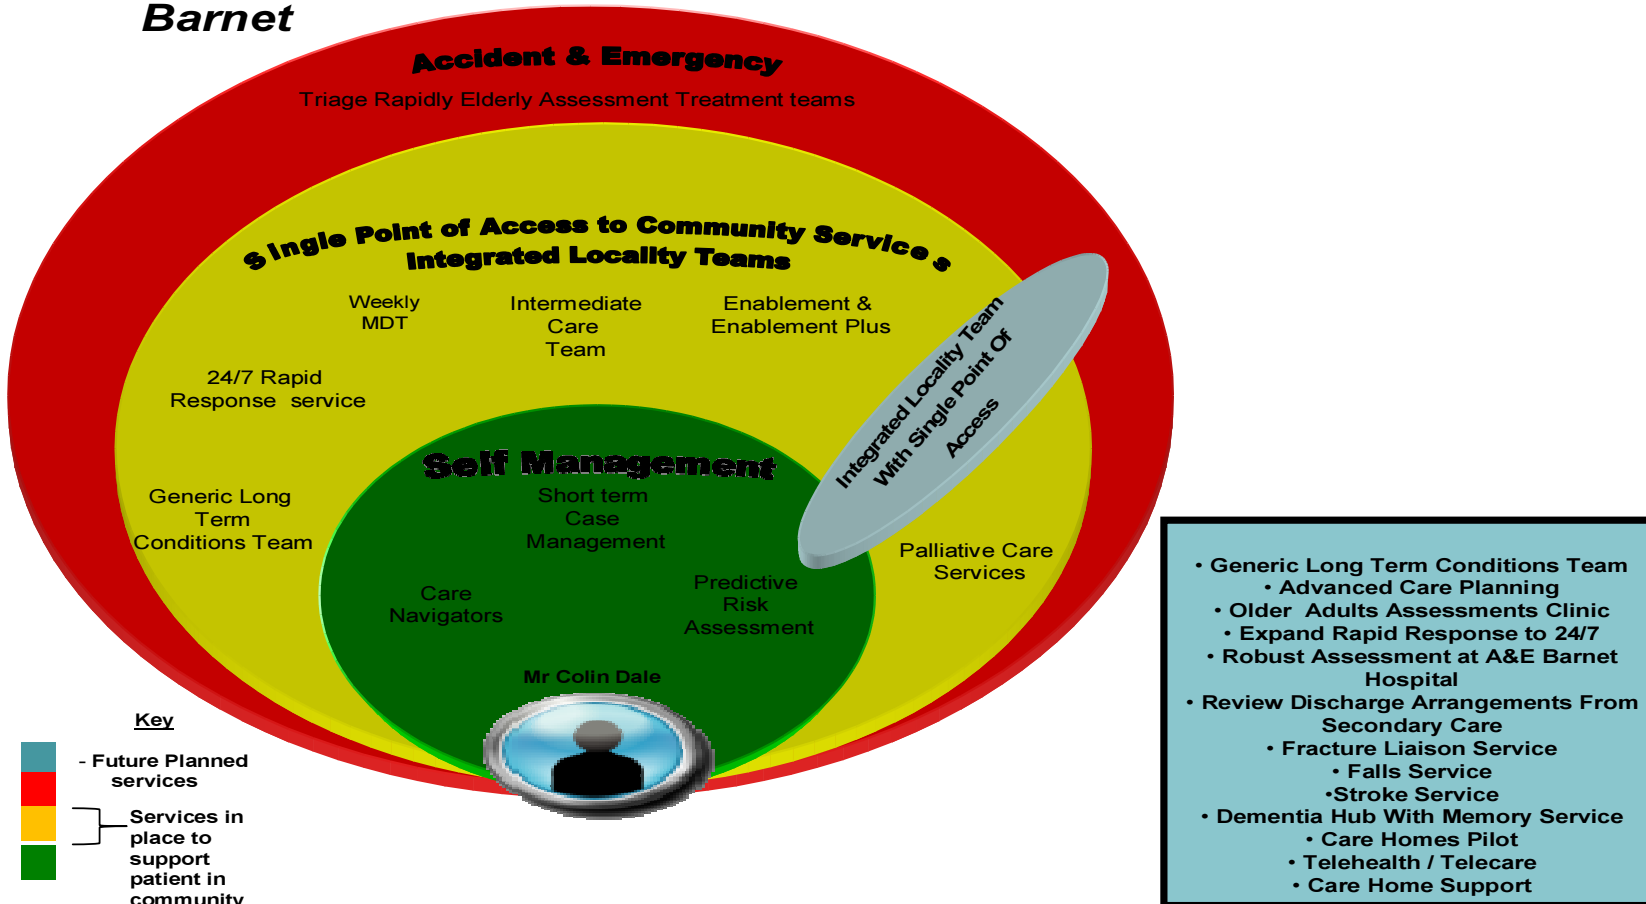 Barnet
Accident & Emergency
Triage Rapidly Elderly Assessment Treatment teams
Single Point of Access to Community Services
Integrated Locality Teams
Weekly
MDT
Intermediate
Care
Team
Enablement &
Enablement Plus
24/7 Rapid
Response service
Integrated Locality Team
With Single Point Of
Access
Self Management
Short term
Case
Management
Generic Long
Term
Conditions Team
Palliative Care
Services
Care
Navigators
Predictive
Risk
Assessment
Mr Colin Dale
Key
- Future Planned
services
Services in
place to
support
patient in
community
• Generic Long Term Conditions Team
• Advanced Care Planning
• Older Adults Assessments Clinic
• Expand Rapid Response to 24/7
• Robust Assessment at A&E Barnet
Hospital
• Review Discharge Arrangements From
Secondary Care
• Fracture Liaison Service
• Falls Service
•Stroke Service
• Dementia Hub With Memory Service
• Care Homes Pilot
• Telehealth / Telecare
• Care Home Support